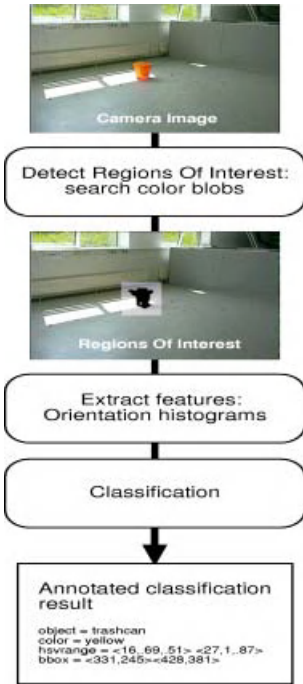 Camera Image
Detect Regions Of Interest:
search color blobs
Regions Of Interest
Extract features:
Orientation histograms
Classification
Annotated classification
result
object = trashcan
color = yellow
hsvrange = <16,.69,.51> <27,1,.87>
bbox = <331,245><428,381>